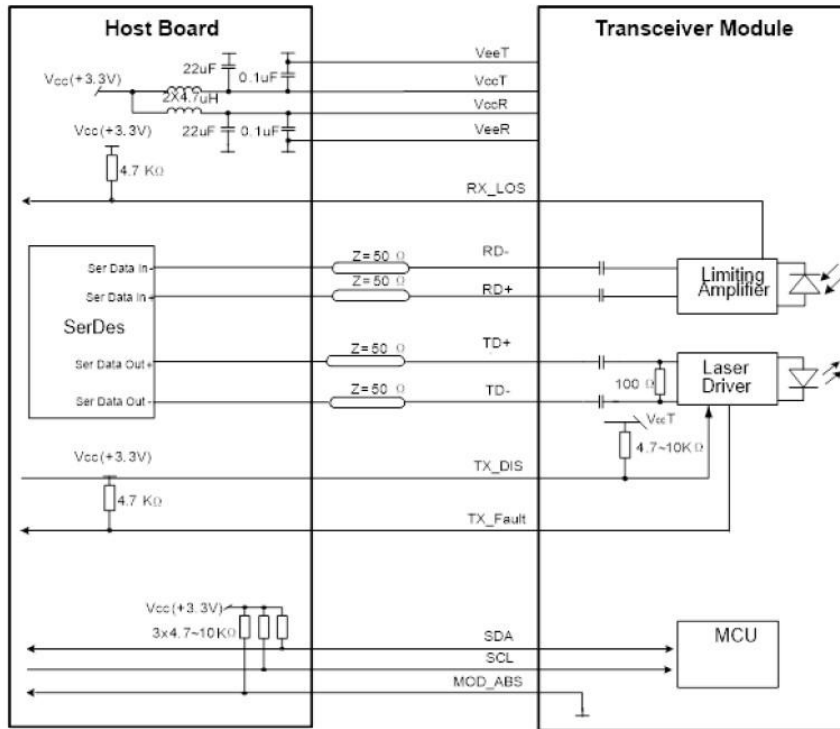 Host Board
Transceiver Module
VeeT
22uF
0.1uF
Vcc(+3.3V)
VccT
2X4.7uH
VccR
Vcc(+3.3V)
22uF
0.1uF
VeeR
4.7 KΩ
RX_LOS
Z=50 Ω
RD-
Ser Data In-
Z=50 Ω
Limiting
Amplifier
Ser Data In+
RD+
SerDes
Z=50 Ω
TD+
Ser Data Out+
Laser
Driver
Z=50 Ω
100 Ω
Ser Data Out-
TD-
VccT
4.7~10KΩ
Vcc(+3.3V)
TX_DIS
4.7 KΩ
TX_Fault
Vcc(+3.3V)
3x4.7~10KΩ
SDA
MCU
SCL
MOD_ABS